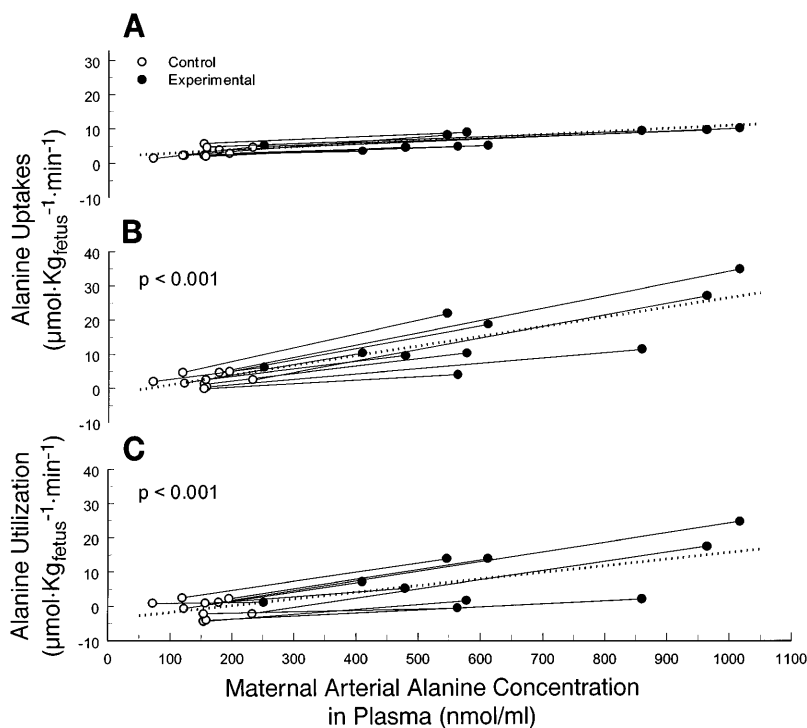 A
Control
Experimental
30
20
10
0
-10
Alanine Uptakes
(µmol·Kgfetus⁻¹·min⁻¹)
B
p < 0.001
40
30
20
10
0
-10
C
p < 0.001
40
30
20
10
0
-10
Alanine Utilization
(µmol·Kgfetus⁻¹·min⁻¹)
0 100 200 300 400 500 600 700 800 900 1000 1100
Maternal Arterial Alanine Concentration
in Plasma (nmol/ml)